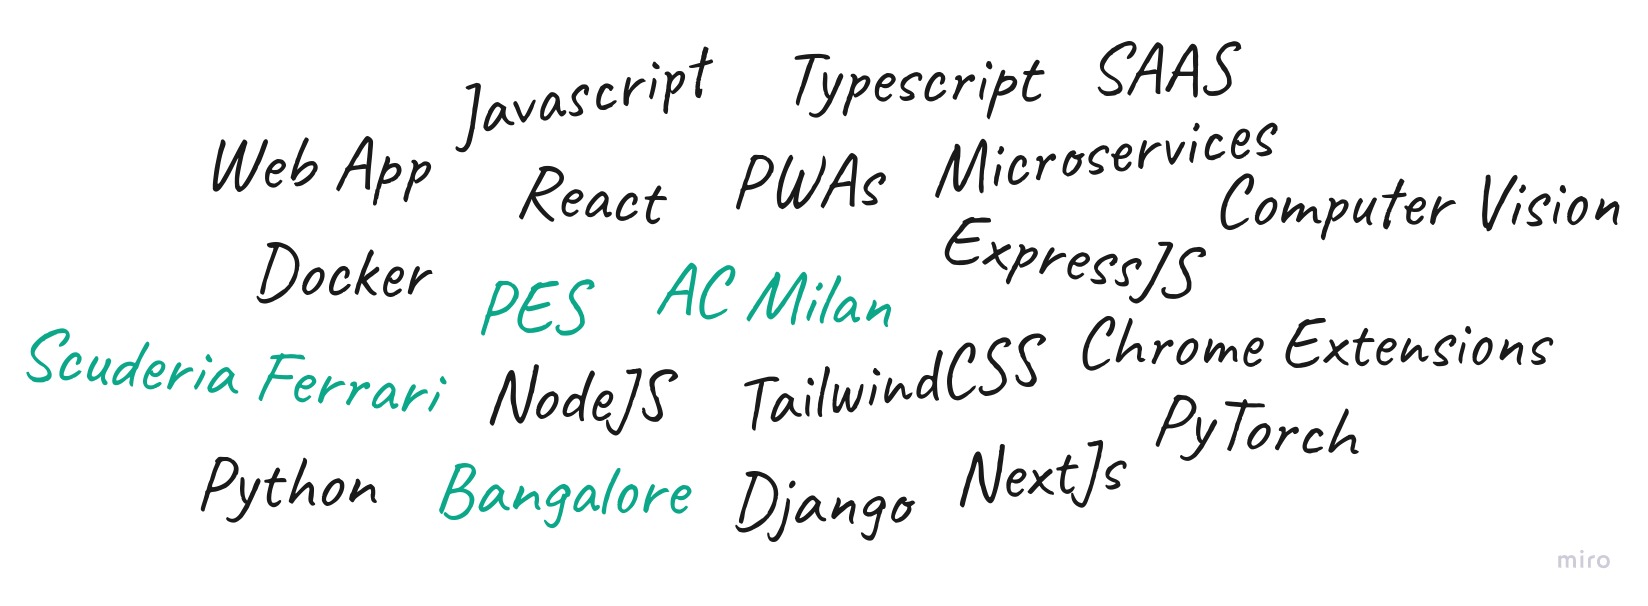 Javascript
Typescript
SAAS
Web App
React
PWAs
Microservices
Computer Vision
Docker
PES
AC Milan
ExpressJS
Scuderia Ferrari
NodeJS
TailwindCSS
Chrome Extensions
Python
Bangalore
Django
NextJs
PyTorch
miro